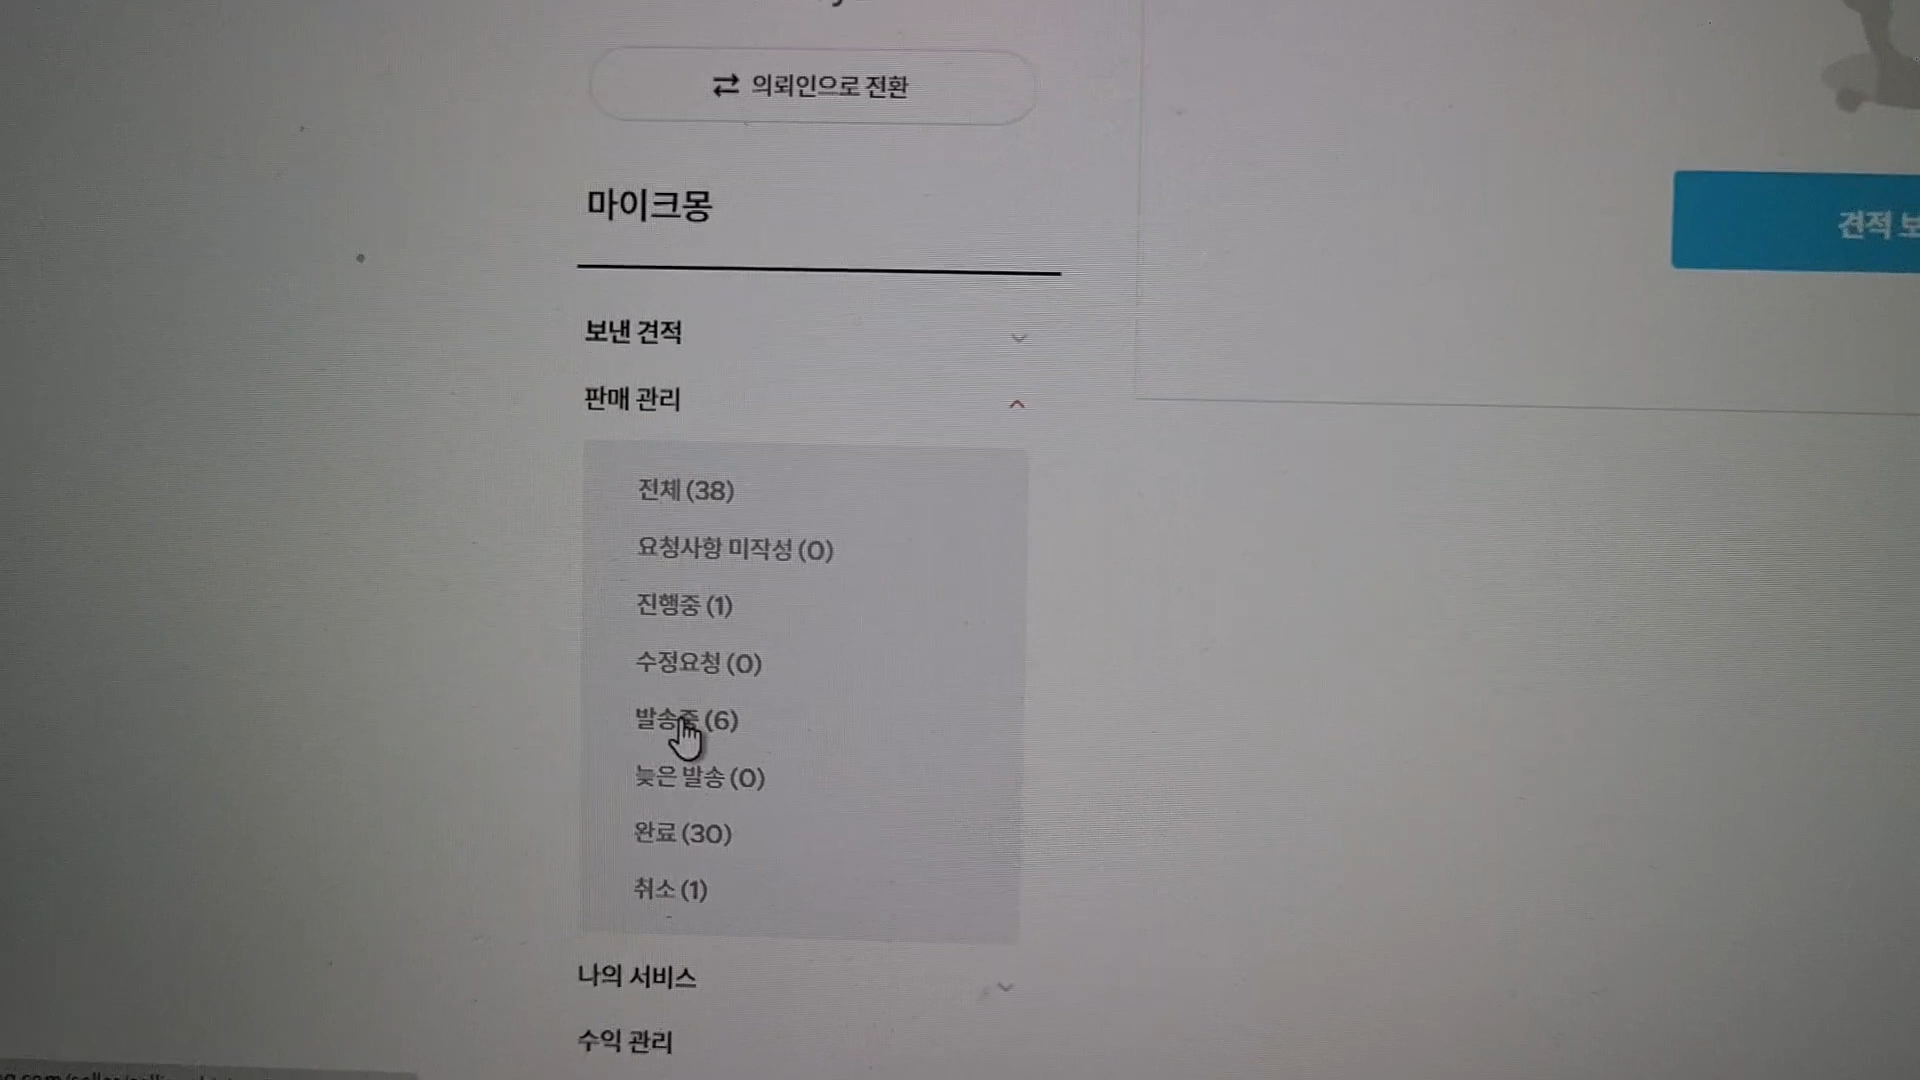 의뢰인으로 전환
마이크몽
견적
보낸 견적
판매 관리
전체 (38)
요청사항 미작성 (0)
진행중 (1)
수정요청 (0)
발송중 (6)
늦은 발송 (0)
완료 (30)
취소 (1)
나의 서비스
수익 관리